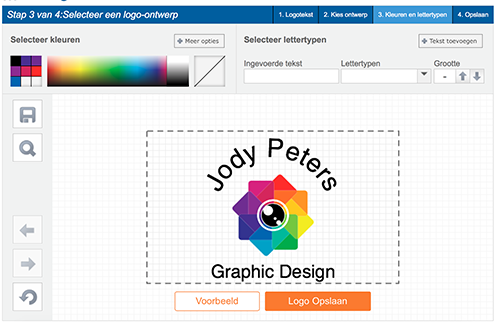 Stap 3 van 4:Selecteer een logo-ontwerp
1. Logotekst
2. Kies ontwerp
3. Kleuren en lettertypen
4. Opslaan
Selecteer kleuren
+ Meer opties
Selecteer lettertypen
+ Tekst toevoegen
Ingevoerde tekst
Lettertypen
Grootte
-
Jody Peters
Graphic Design
Voorbeeld
Logo Opslaan